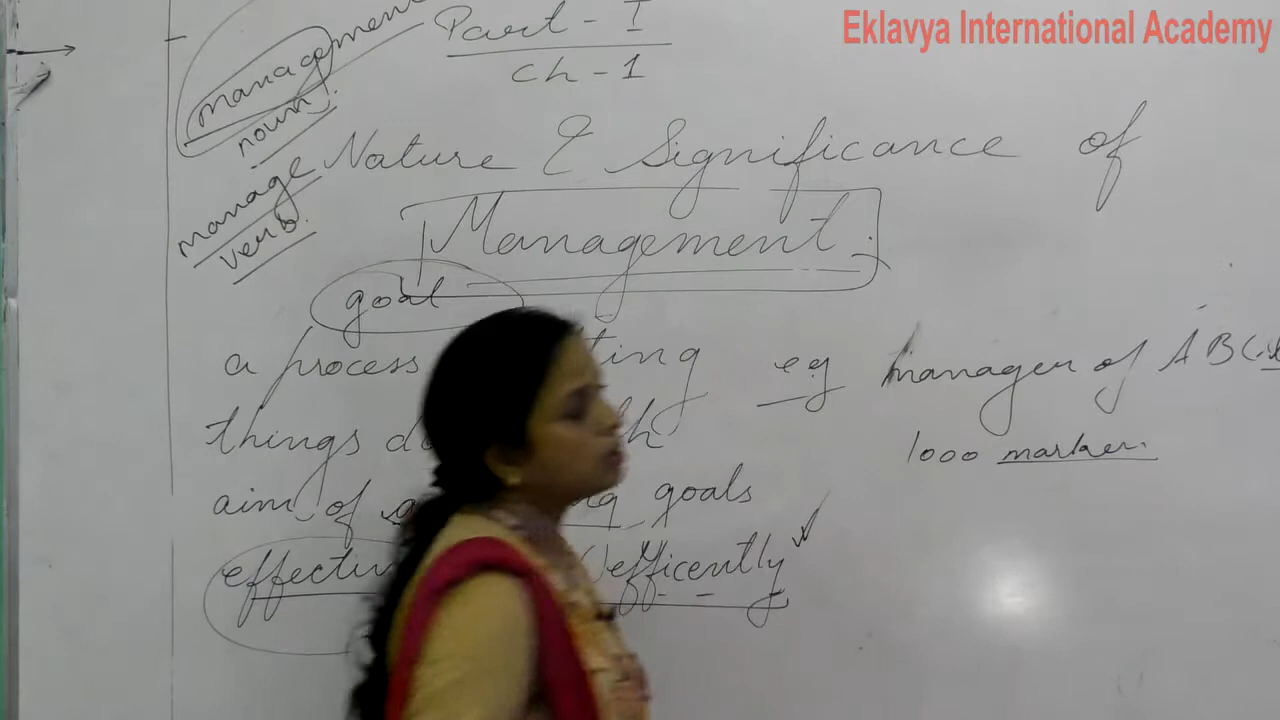 Eklavya International Academy
Part - I
Ch - 1
management
noun
manage
verb
Nature & Significance of
Management
goal
a process ting
things
aim of goals
efficently
eg manager of ABC
1000 marker.